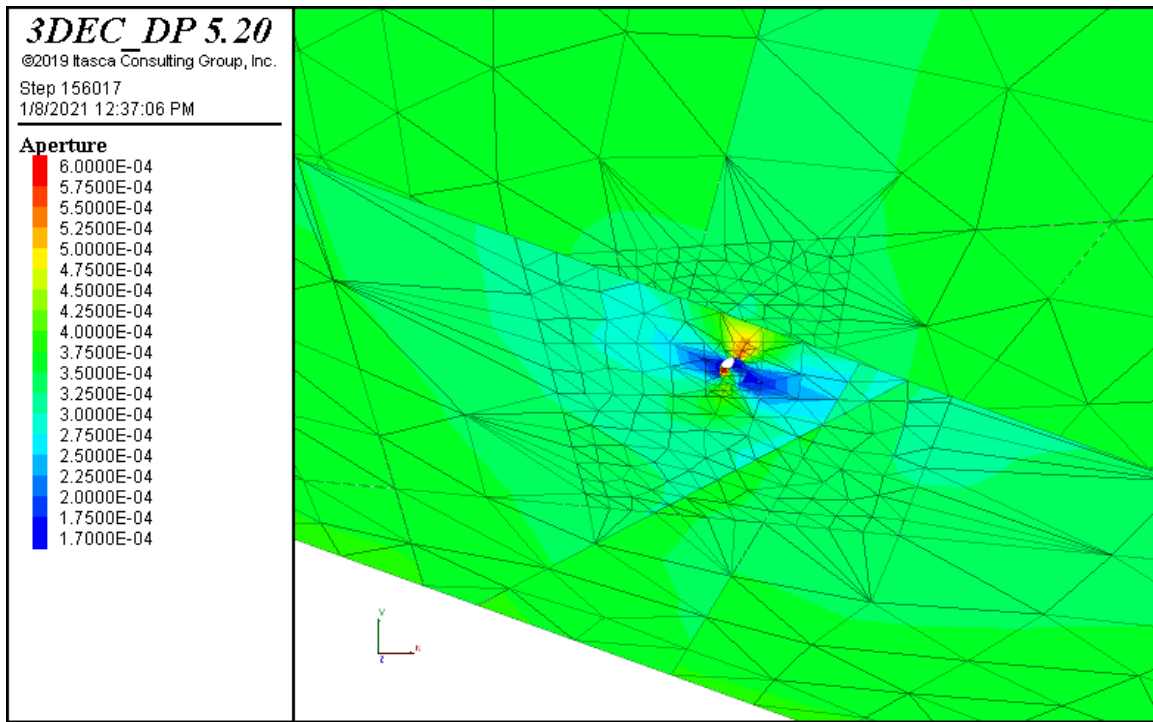 3DEC_DP 5.20
©2019 Itasca Consulting Group, Inc.
Step 156017
1/8/2021 12:37:06 PM
Aperture
6.0000E-04
5.7500E-04
5.5000E-04
5.2500E-04
5.0000E-04
4.7500E-04
4.5000E-04
4.2500E-04
4.0000E-04
3.7500E-04
3.5000E-04
3.2500E-04
3.0000E-04
2.7500E-04
2.5000E-04
2.2500E-04
2.0000E-04
1.7500E-04
1.7000E-04
Y
X
Z